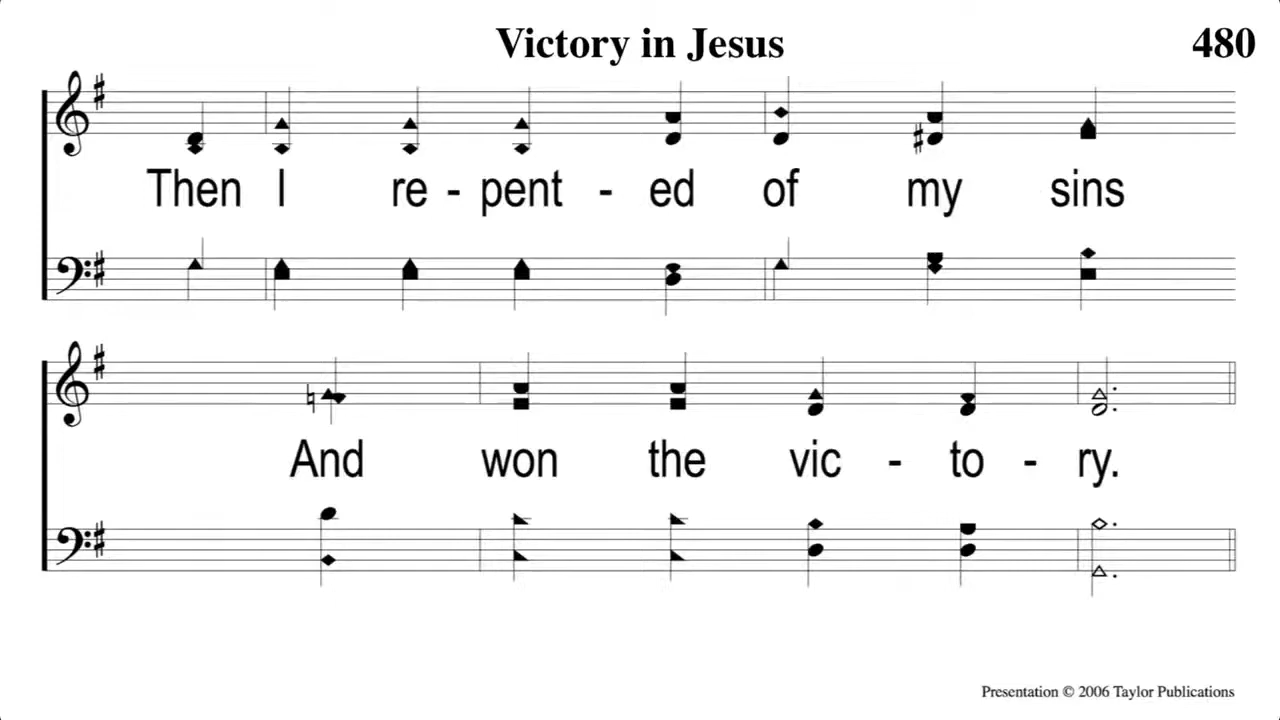 Victory in Jesus 480
Then I re - pent - ed of my sins
And won the vic - to - ry.
Presentation © 2006 Taylor Publications